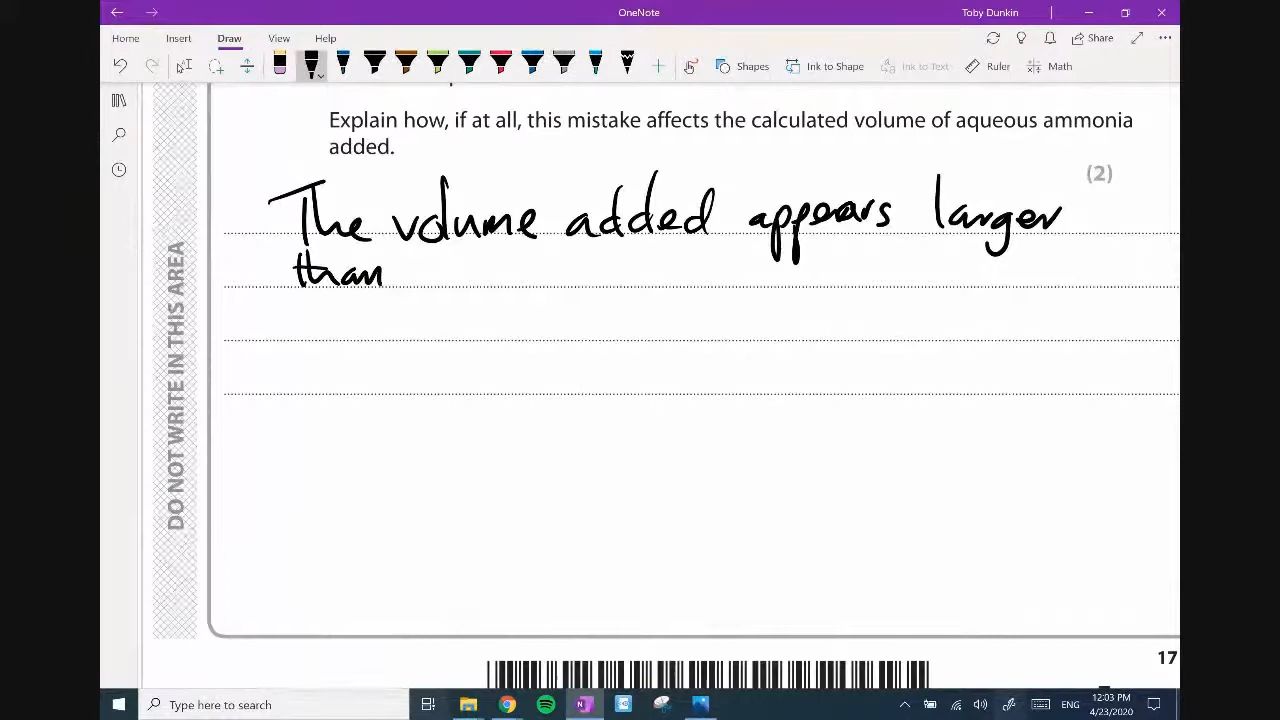 OneNote
Toby Dunkin
Home Insert Draw View Help
Share
Shapes Ink to Shape Ink to Text Ruler Math
Explain how, if at all, this mistake affects the calculated volume of aqueous ammonia
added.
(2)
The volume added appears larger
than
DO NOT WRITE IN THIS AREA
17
Type here to search
ENG
12:03 PM
4/23/2020